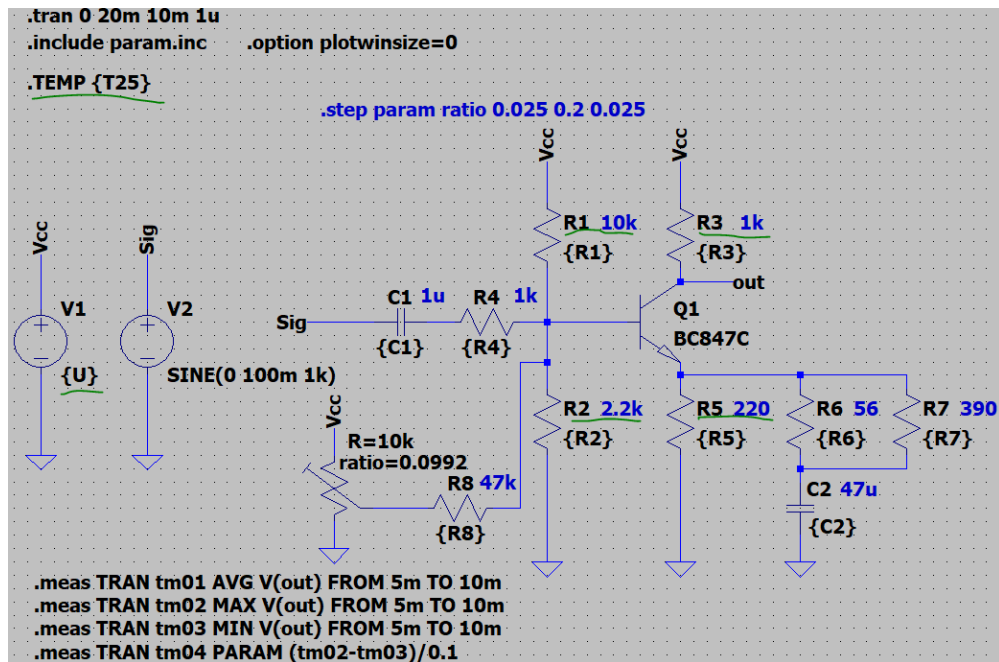 .tran 0 20m 10m 1u
.include param.inc .option plotwinsize=0
.TEMP {T25}
.step param ratio 0.025 0.2 0.025
Vcc
Vcc
R1 10k
{R1}
R3 1k
{R3}
out
Vcc
Sig
V1
{U}
V2
SINE(0 100m 1k)
Sig
C1 1u
{C1}
R4 1k
{R4}
Q1
BC847C
Vcc
R=10k
ratio=0.0992
R8 47k
{R8}
R2 2.2k
{R2}
R5 220
{R5}
R6 56
{R6}
R7 390
{R7}
C2 47u
{C2}
.meas TRAN tm01 AVG V(out) FROM 5m TO 10m
.meas TRAN tm02 MAX V(out) FROM 5m TO 10m
.meas TRAN tm03 MIN V(out) FROM 5m TO 10m
.meas TRAN tm04 PARAM (tm02-tm03)/0.1